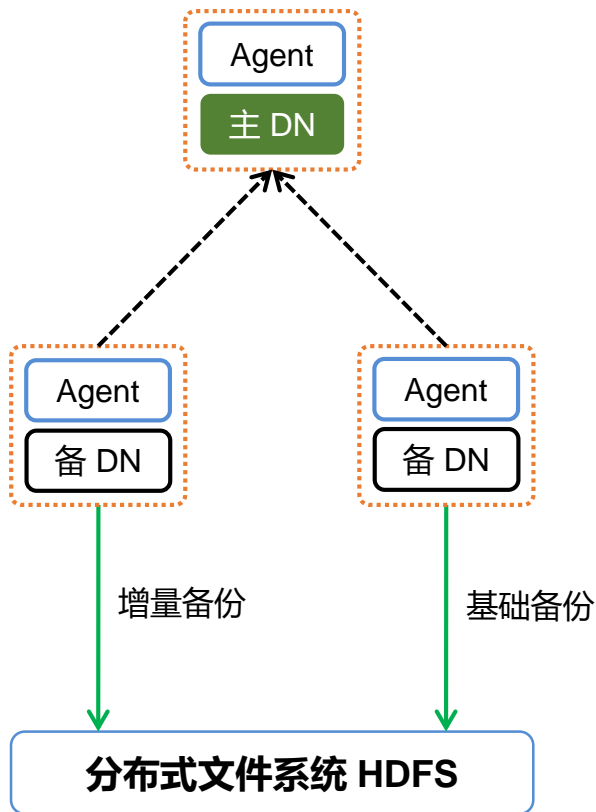 Agent
主 DN
Agent
备 DN
Agent
备 DN
增量备份
基础备份
分布式文件系统 HDFS